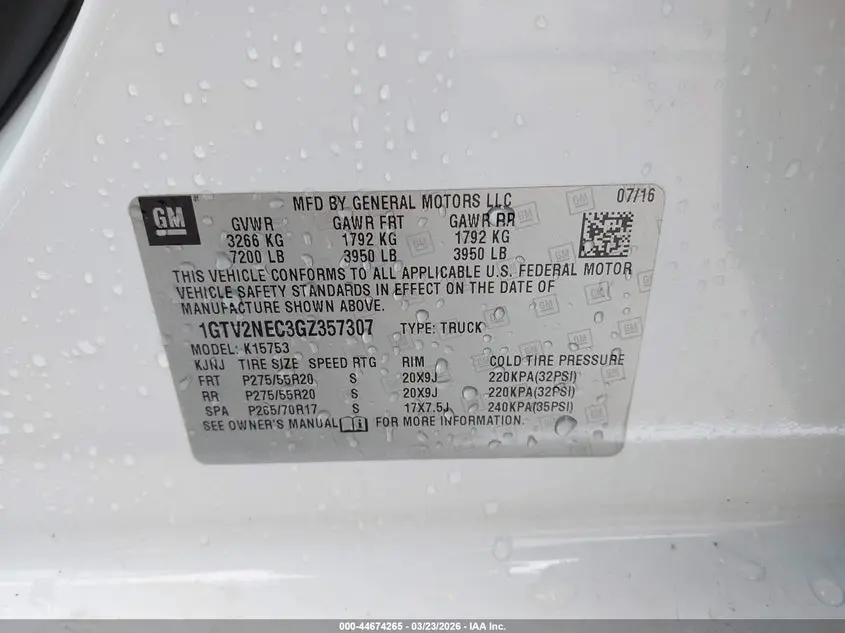 GM
MFD BY GENERAL MOTORS LLC 07/16
GVWR GAWR FRT GAWR RR
3266 KG 1792 KG 1792 KG
7200 LB 3950 LB 3950 LB
THIS VEHICLE CONFORMS TO ALL APPLICABLE U.S. FEDERAL MOTOR
VEHICLE SAFETY STANDARDS IN EFFECT ON THE DATE OF
MANUFACTURE SHOWN ABOVE.
1GTV2NEC3GZ357307 TYPE: TRUCK
MODEL: K15753
KJNJ TIRE SIZE SPEED RTG RIM COLD TIRE PRESSURE
FRT P275/55R20 S 20X9J 220KPA(32PSI)
RR P275/55R20 S 20X9J 220KPA(32PSI)
SPA P265/70R17 S 17X7.5J 240KPA(35PSI)
SEE OWNER'S MANUAL FOR MORE INFORMATION.
000-44674265 - 03/23/2026 - IAA Inc.